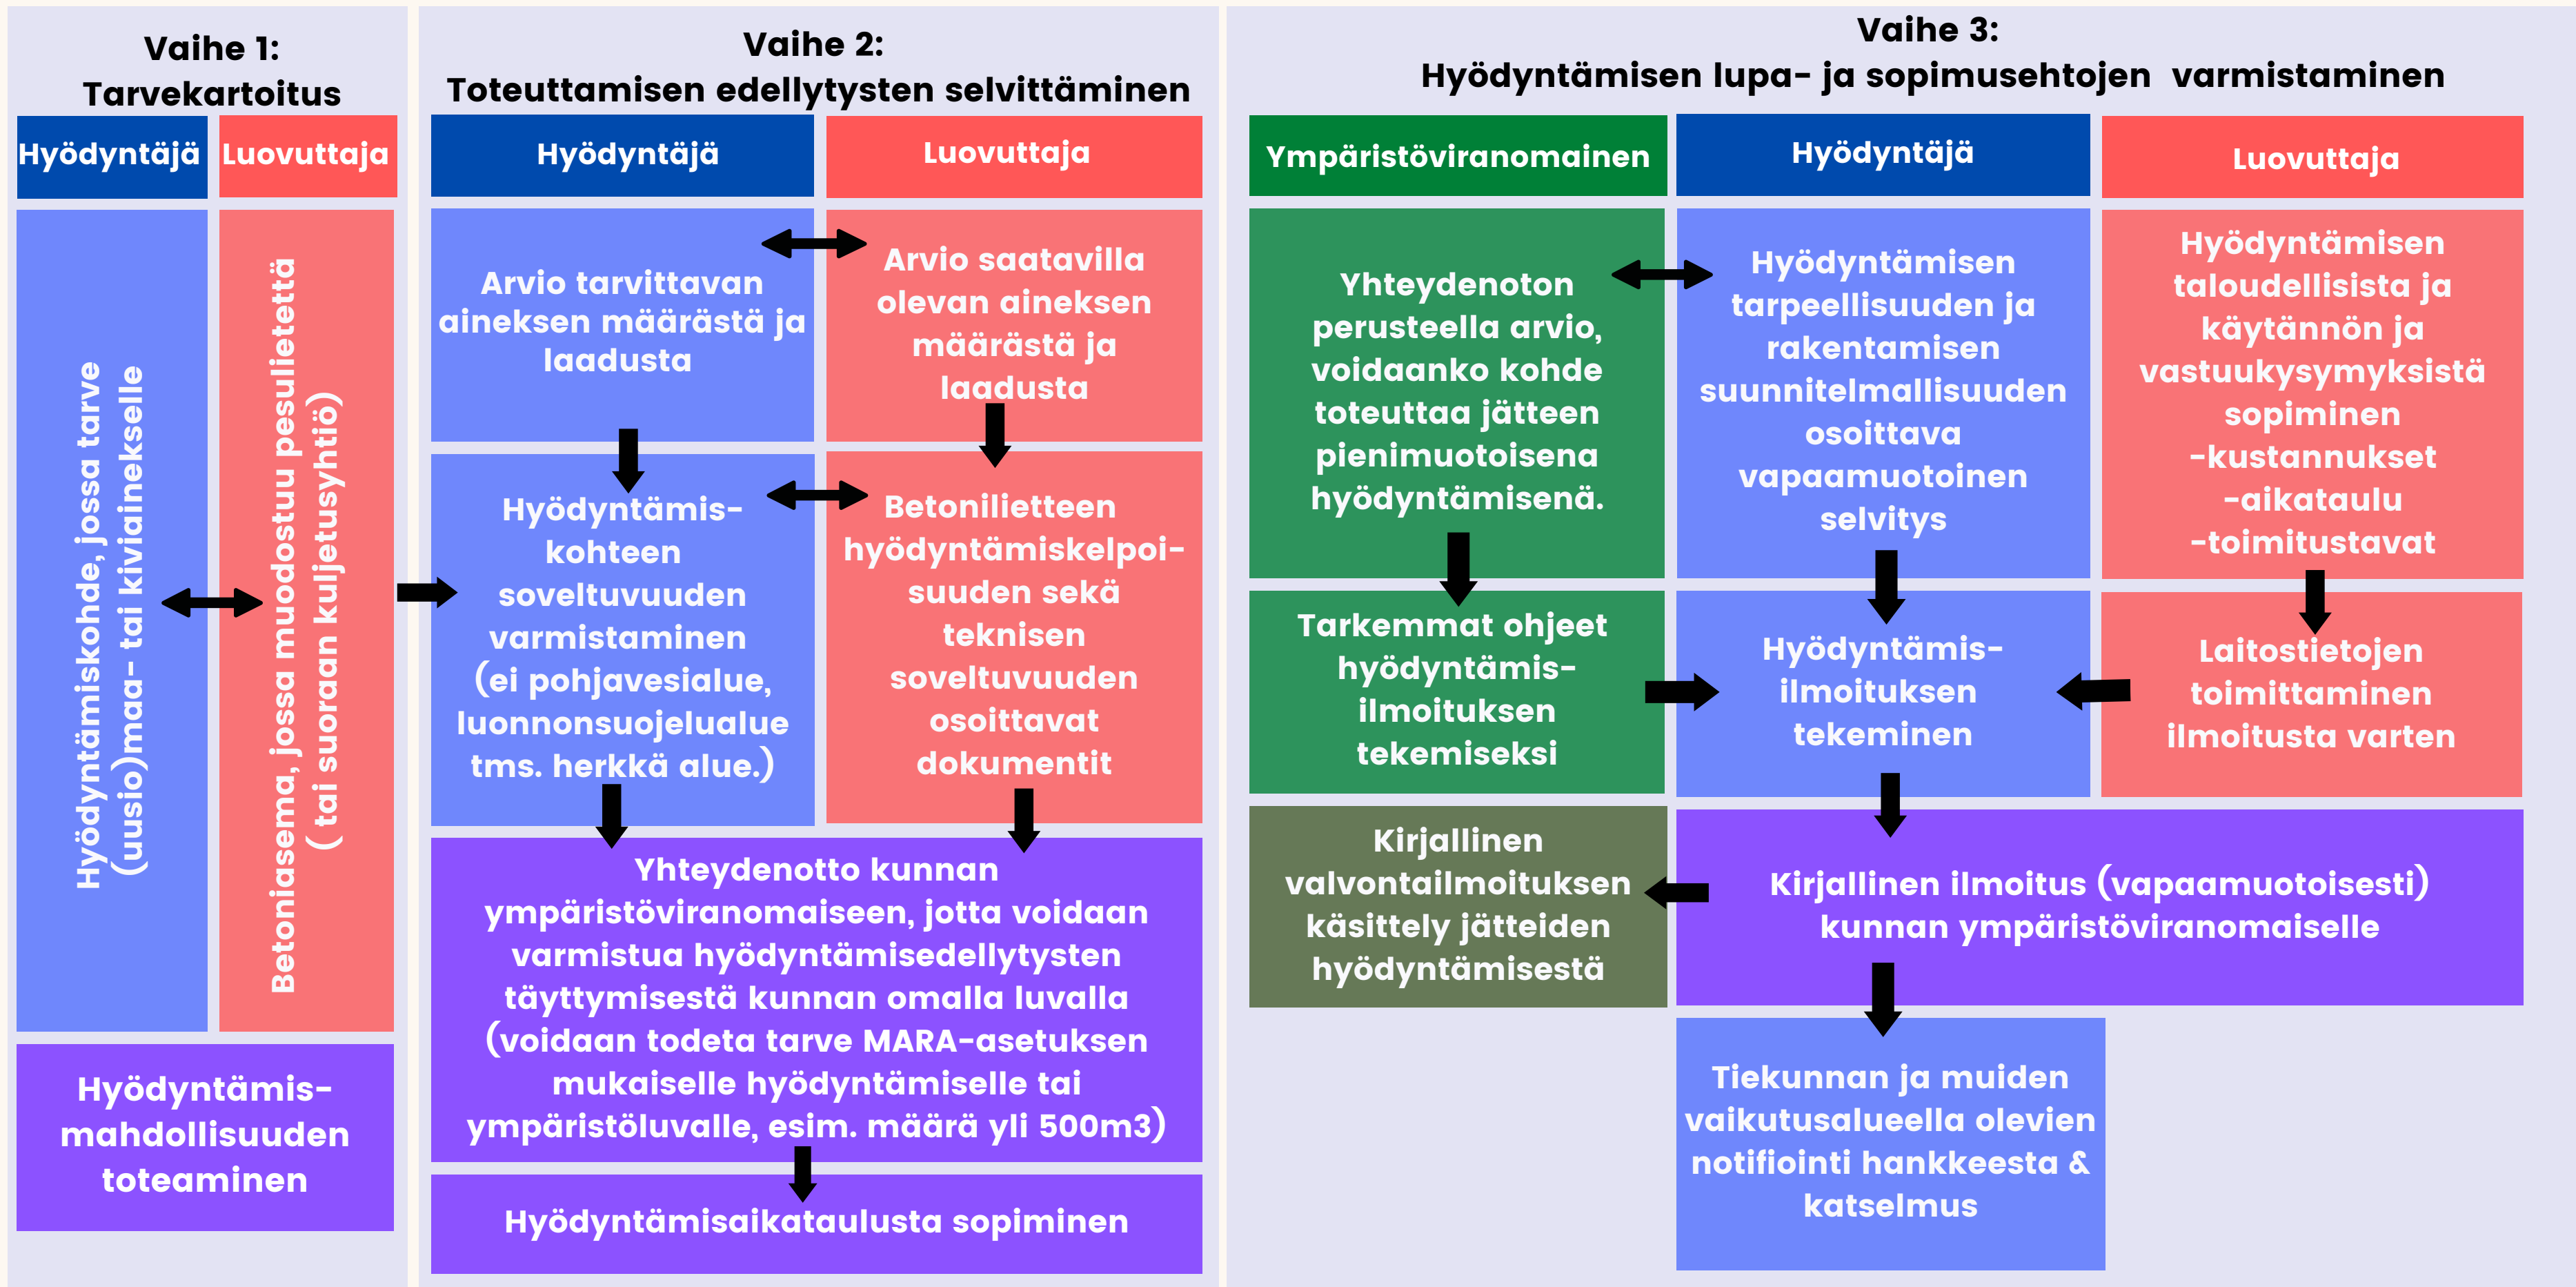 Vaihe 1:
Tarvekartoitus
Hyödyntäjä
Luovuttaja
Hyödyntämiskohde, jossa tarve
(uusio)maa- tai kiviainekselle
Betoniasema, jossa muodostuu pesulietettä
( tai suoraan kuljetusyhtiö)
Hyödyntämis-
mahdollisuuden
toteaminen
Vaihe 2:
Toteuttamisen edellytysten selvittäminen
Hyödyntäjä
Luovuttaja
Arvio tarvittavan
aineksen määrästä ja
laadusta
Arvio saatavilla
olevan aineksen
määrästä ja
laadusta
Hyödyntämis-
kohteen
soveltuvuuden
varmistaminen
(ei pohjavesialue,
luonnonsuojelualue
tms. herkkä alue.)
Betonilietteen
hyödyntämiskelpoi-
suuden sekä
teknisen
soveltuvuuden
osoittavat
dokumentit
Yhteydenotto kunnan
ympäristöviranomaiseen, jotta voidaan
varmistua hyödyntämisedellytysten
täyttymisestä kunnan omalla luvalla
(voidaan todeta tarve MARA-asetuksen
mukaiselle hyödyntämiselle tai
ympäristöluvalle, esim. määrä yli 500m3)
Hyödyntämisaikataulusta sopiminen
Vaihe 3:
Hyödyntämisen lupa- ja sopimusehtojen  varmistaminen
Ympäristöviranomainen
Hyödyntäjä
Luovuttaja
Yhteydenoton
perusteella arvio,
voidaanko kohde
toteuttaa jätteen
pienimuotoisena
hyödyntämisenä.
Hyödyntämisen
tarpeellisuuden ja
rakentamisen
suunnitelmallisuuden
osoittava
vapaamuotoinen
selvitys
Hyödyntämisen
taloudellisista ja
käytännön ja
vastuukysymyksistä
sopiminen
-kustannukset
-aikataulu
-toimitustavat
Tarkemmat ohjeet
hyödyntämis-
ilmoituksen
tekemiseksi
Hyödyntämis-
ilmoituksen
tekeminen
Laitostietojen
toimittaminen
ilmoitusta varten
Kirjallinen
valvontailmoituksen
käsittely jätteiden
hyödyntämisestä
Kirjallinen ilmoitus (vapaamuotoisesti)
kunnan ympäristöviranomaiselle
Tiekunnan ja muiden
vaikutusalueella olevien
notifiointi hankkeesta &
katselmus